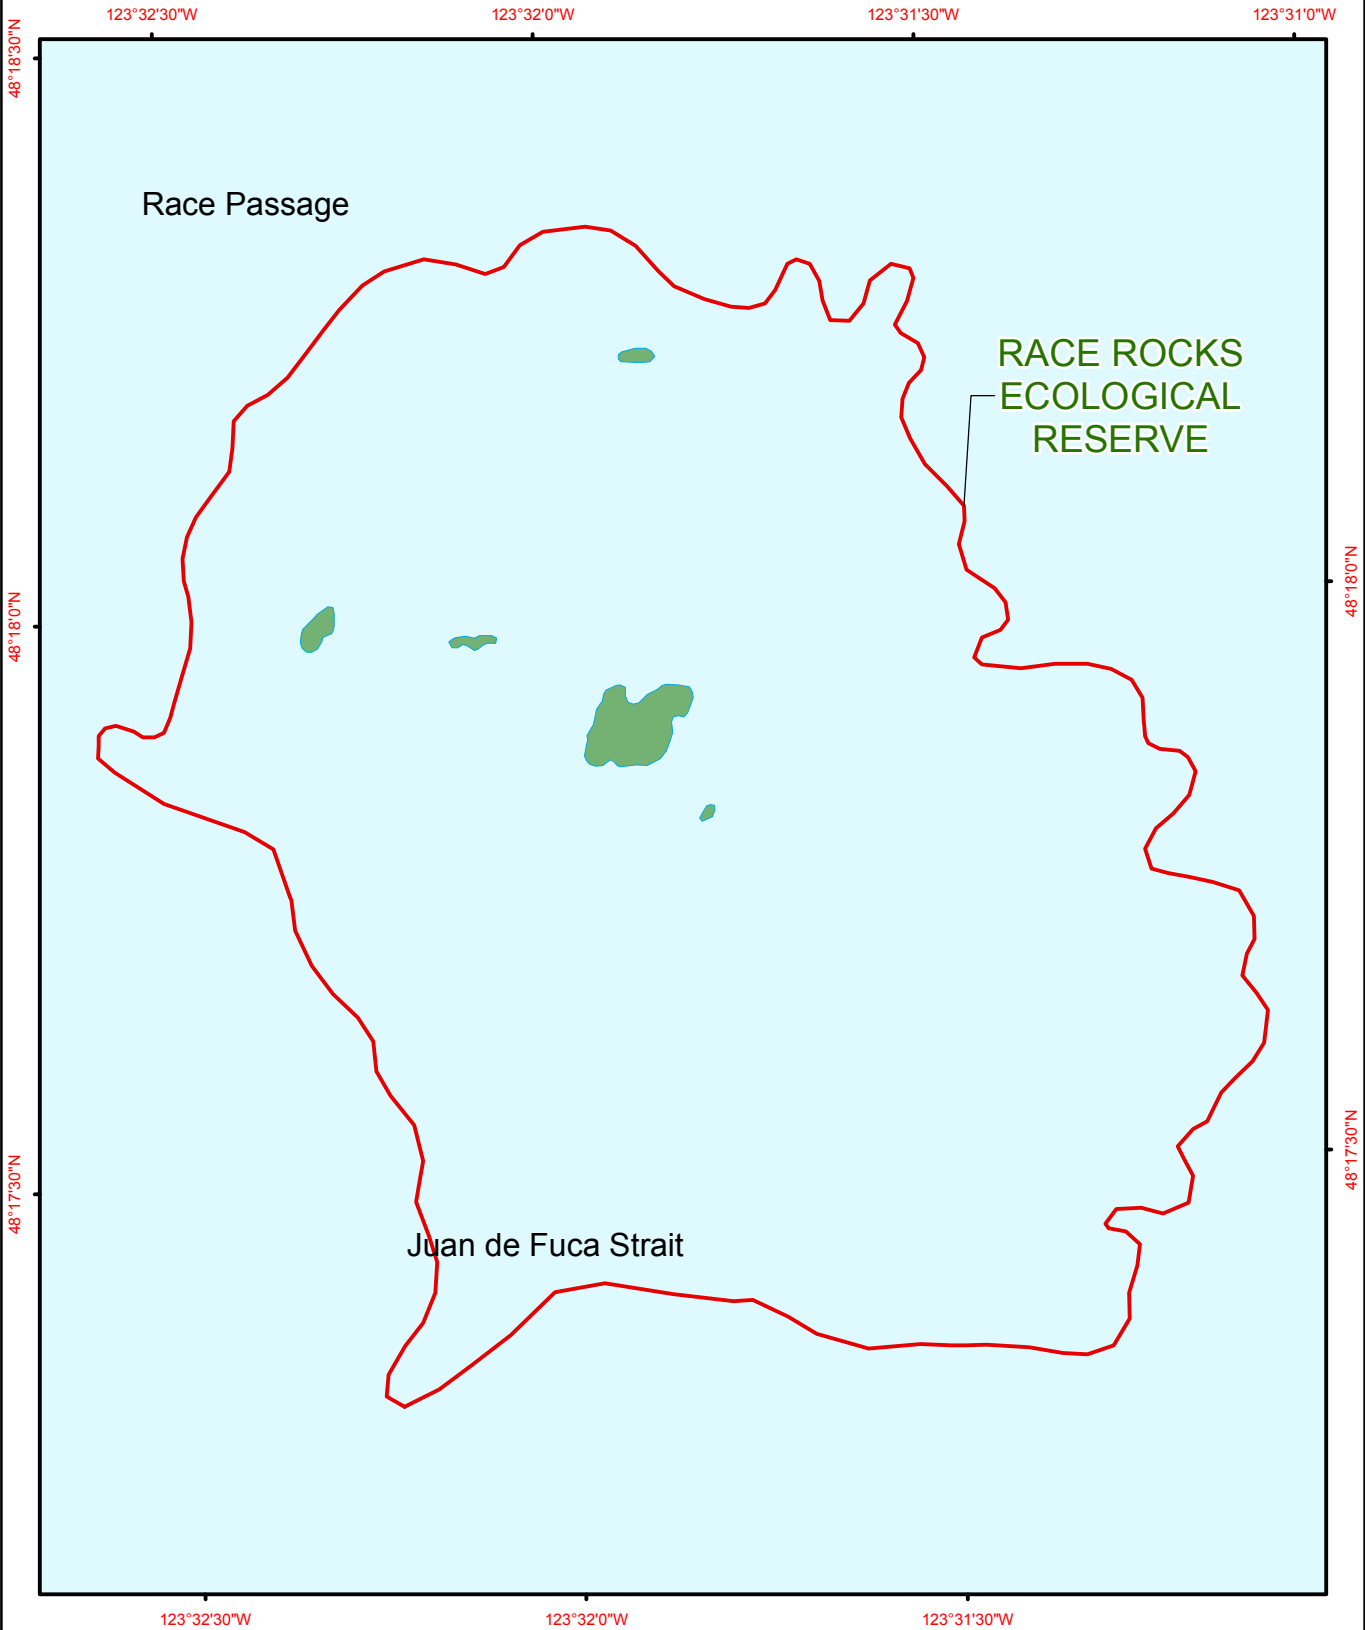 123°32'30"W
123°32'0"W
123°31'30"W
123°31'0"W
48°18'30"N
Race Passage
RACE ROCKS
ECOLOGICAL
RESERVE
48°18'0"N
48°18'0"N
48°17'30"N
48°17'30"N
Juan de Fuca Strait
123°32'30"W
123°32'0"W
123°31'30"W